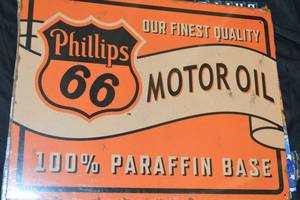 OUR FINEST QUALITY
Phillips
66
MOTOR OIL
100% PARAFFIN BASE